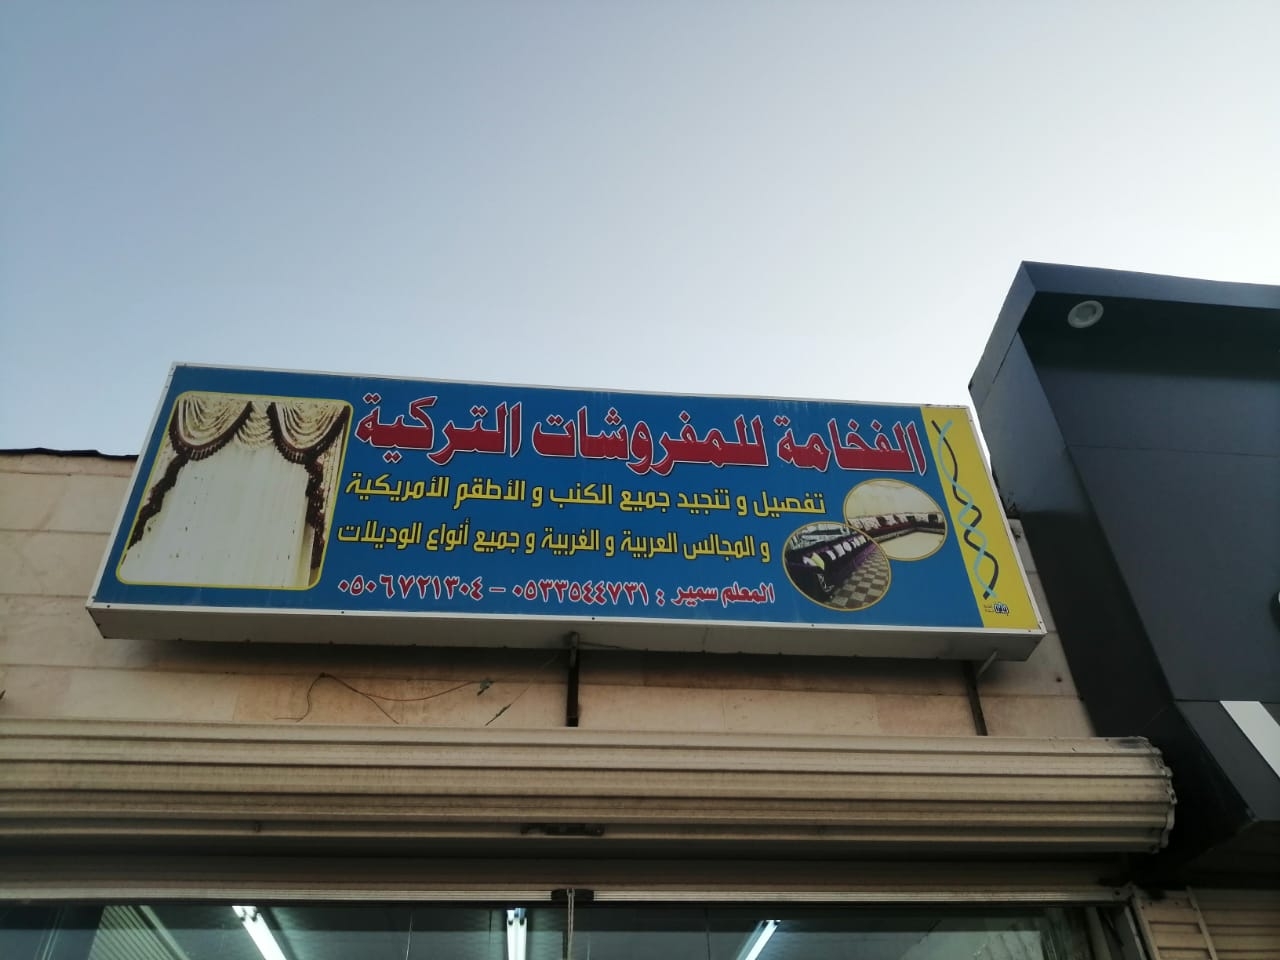 الفخامة للمفروشات التركية
تفصيل و تنجيد جميع الكنب و الأطقم الأمريكية
و المجالس العربية و الغربية و جميع أنواع الوديلات
المعلم سمير : ٠٥٣٣٥٤٤٧٣١ – ٠٥٠٦٧٢١٣٠٤